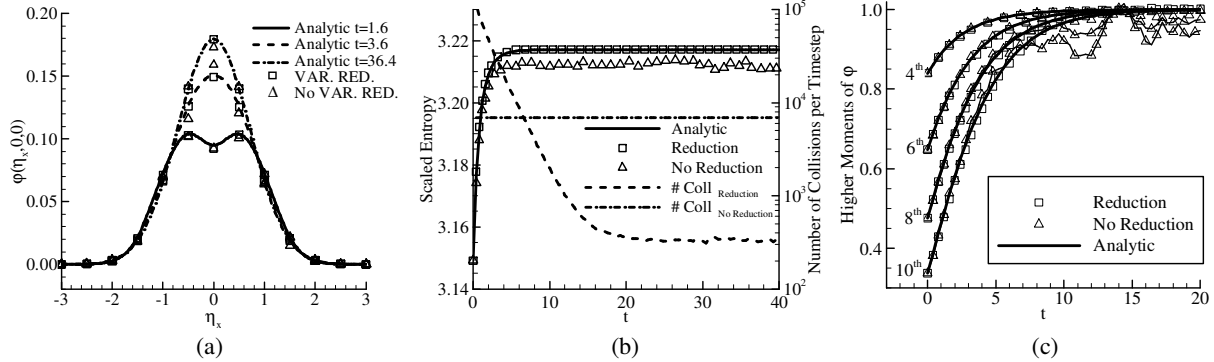 (a)
Analytic t=1.6
Analytic t=3.6
Analytic t=36.4
VAR. RED.
No VAR. RED.
φ(ηx,0,0)
0.20
0.15
0.10
0.05
0.00
-3 -2 -1 0 1 2 3
ηx
(a)
(b)
Scaled Entropy
3.22
3.20
3.18
3.16
3.14
Analytic
Reduction
No Reduction
# Coll Reduction
# Coll No Reduction
10^5
10^4
10^3
10^2
Number of Collisions per Timestep
0 10 20 30 40
t
(b)
(c)
Higher Moments of φ
1.0
0.8
0.6
0.4
4th
6th
8th
10th
Reduction
No Reduction
Analytic
0 5 10 15 20
t
(c)